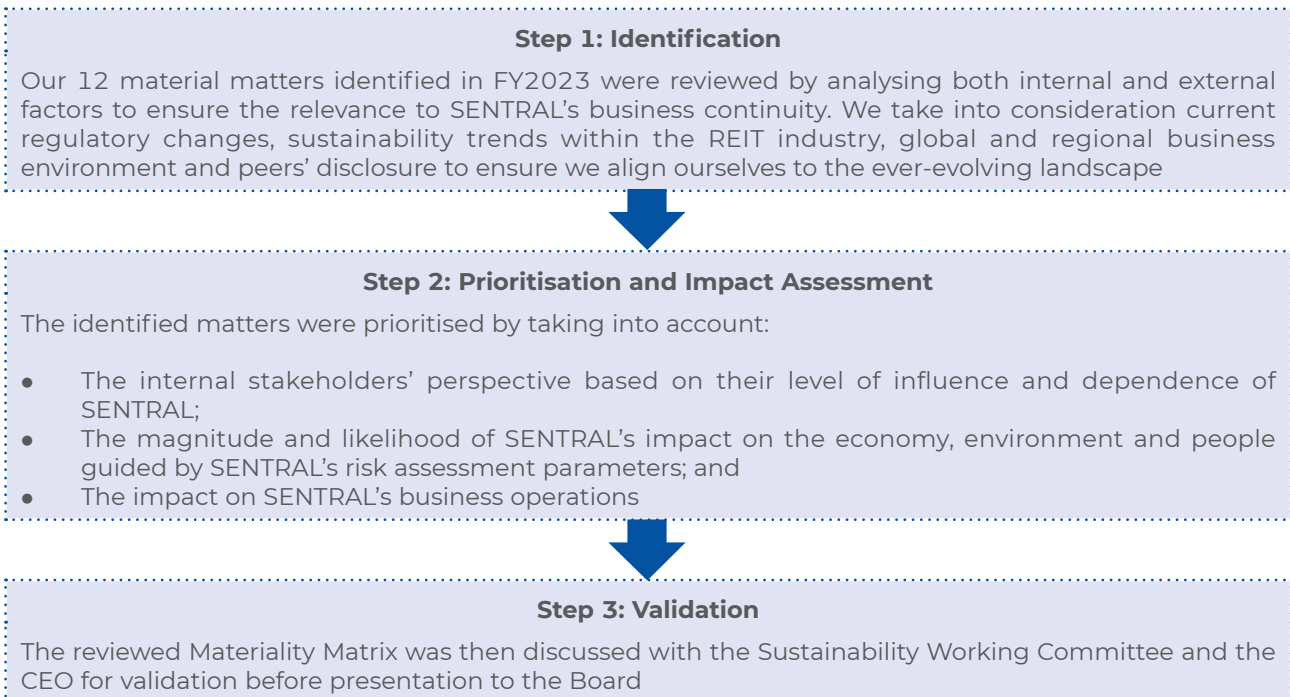 Step 1: Identification
Our 12 material matters identified in FY2023 were reviewed by analysing both internal and external
factors to ensure the relevance to SENTRAL's business continuity. We take into consideration current
regulatory changes, sustainability trends within the REIT industry, global and regional business
environment and peers' disclosure to ensure we align ourselves to the ever-evolving landscape
Step 2: Prioritisation and Impact Assessment
The identified matters were prioritised by taking into account:
● The internal stakeholders' perspective based on their level of influence and dependence of
SENTRAL;
● The magnitude and likelihood of SENTRAL's impact on the economy, environment and people
guided by SENTRAL's risk assessment parameters; and
● The impact on SENTRAL's business operations
Step 3: Validation
The reviewed Materiality Matrix was then discussed with the Sustainability Working Committee and the
CEO for validation before presentation to the Board